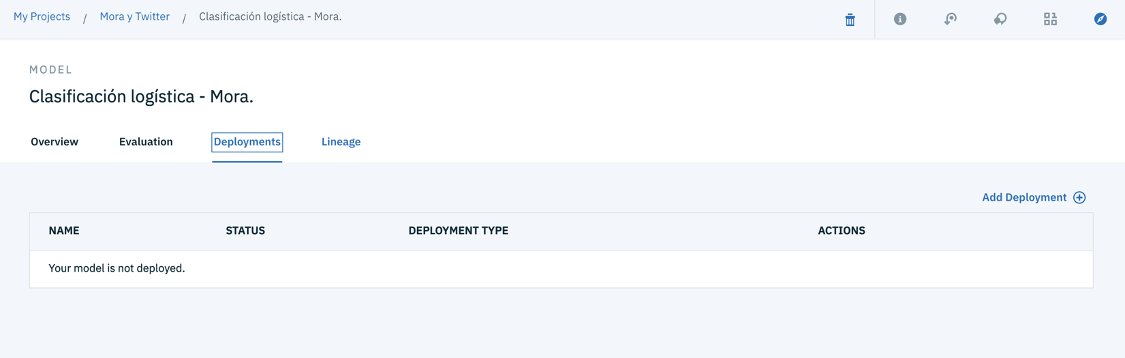 My Projects / Mora y Twitter / Clasificación logística - Mora.
MODEL
Clasificación logística - Mora.
Overview Evaluation Deployments Lineage
Add Deployment
NAME STATUS DEPLOYMENT TYPE ACTIONS
Your model is not deployed.